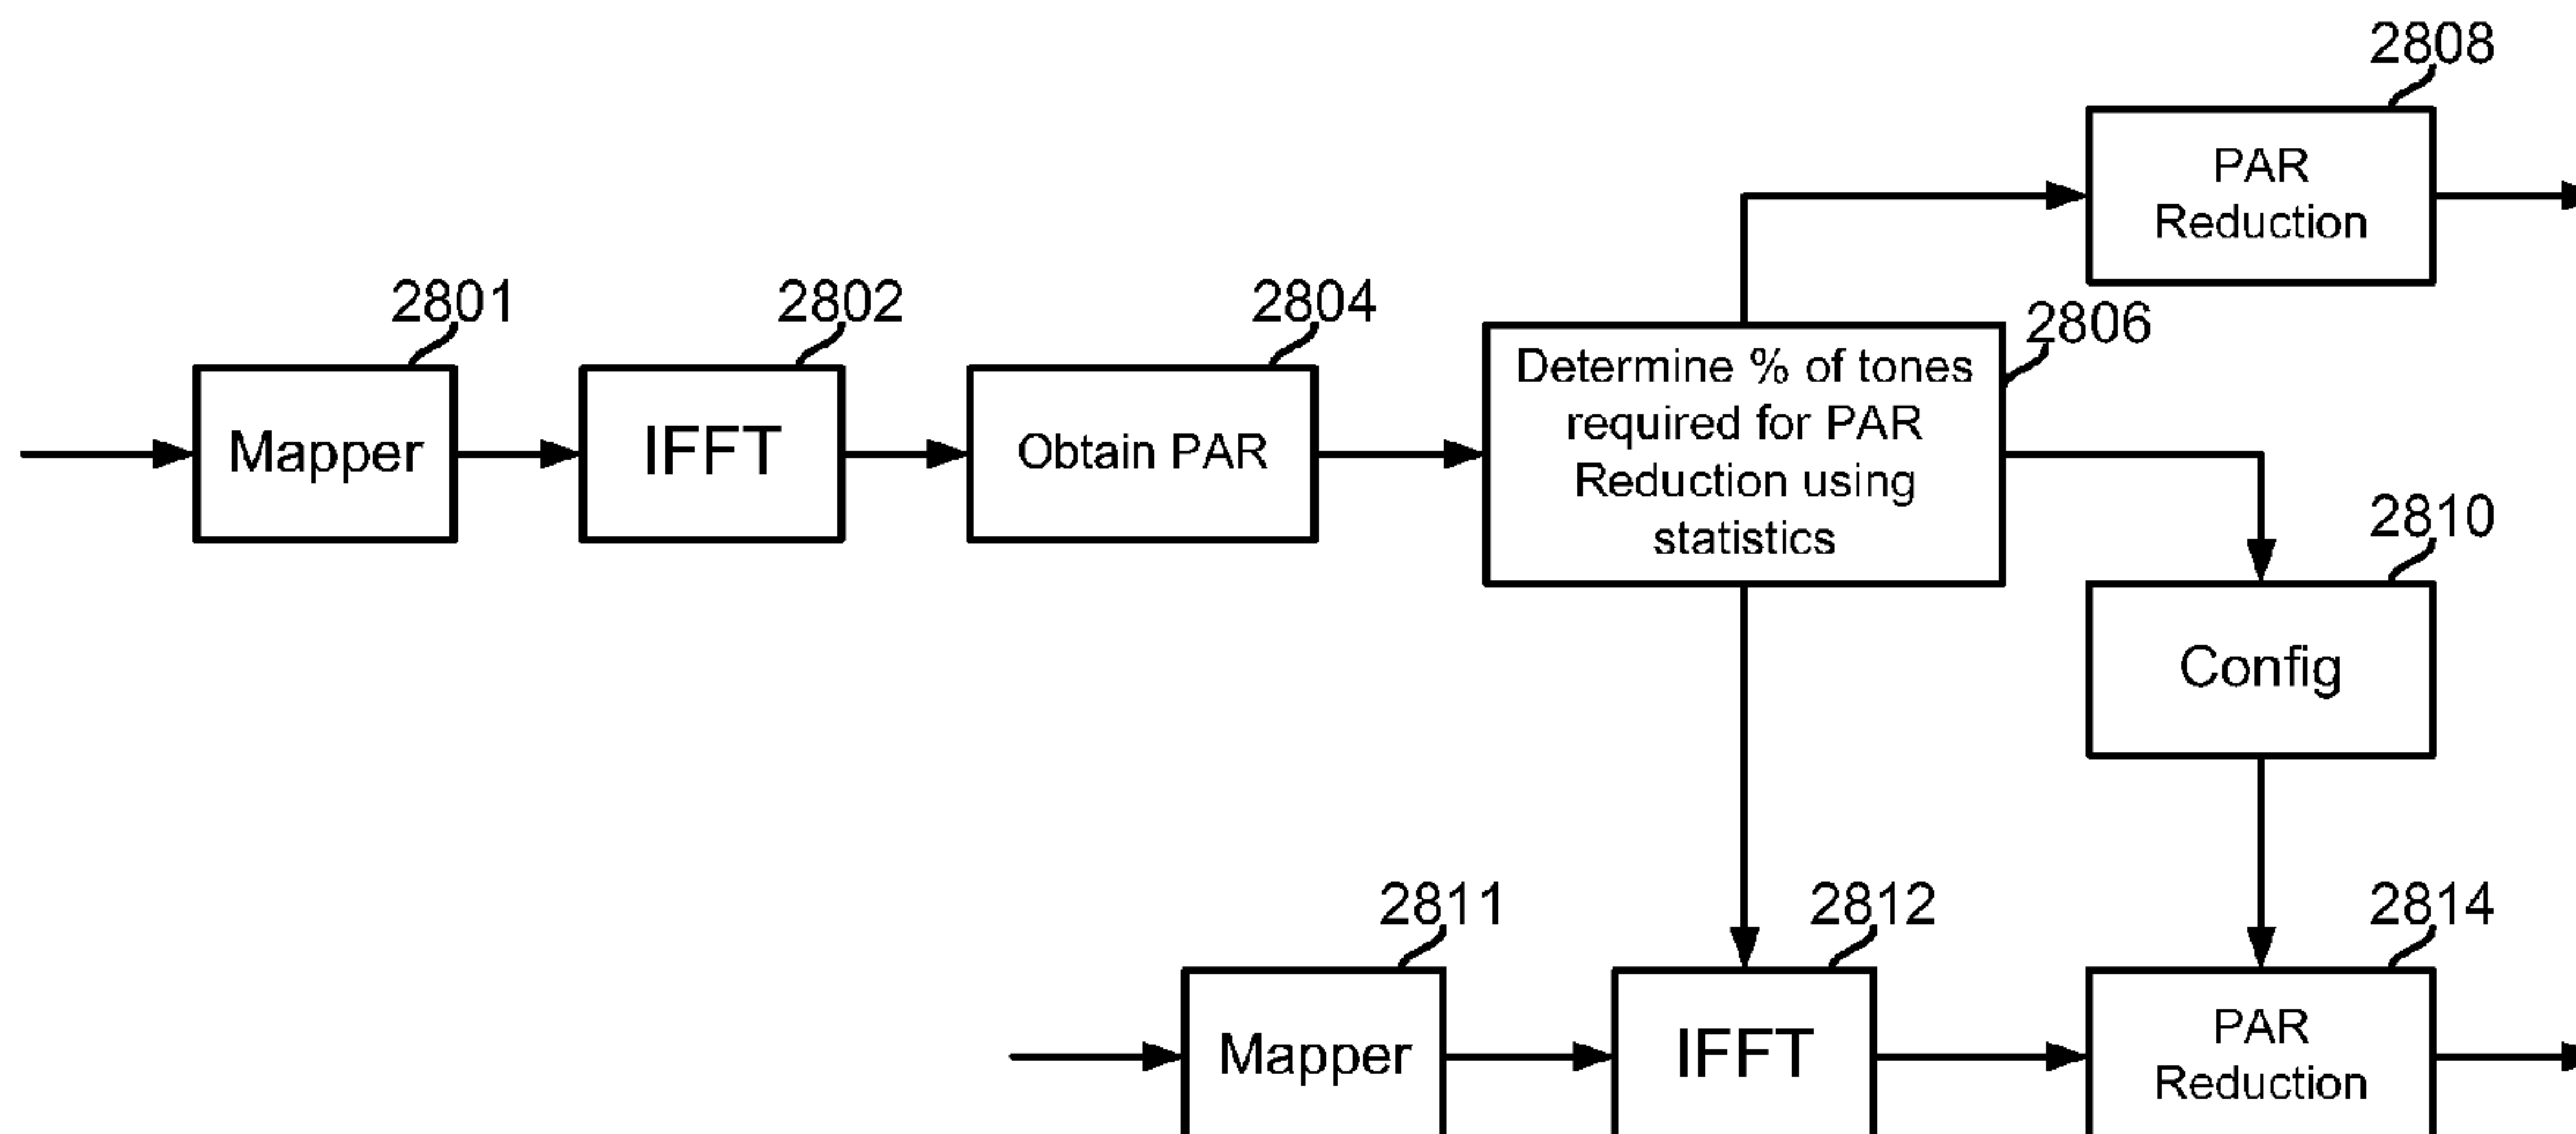 2808
PAR
Reduction
2801
2802
2804
2806
Mapper
IFFT
Obtain PAR
Determine % of tones
required for PAR
Reduction using
statistics
2810
Config
2811
2812
2814
Mapper
IFFT
PAR
Reduction